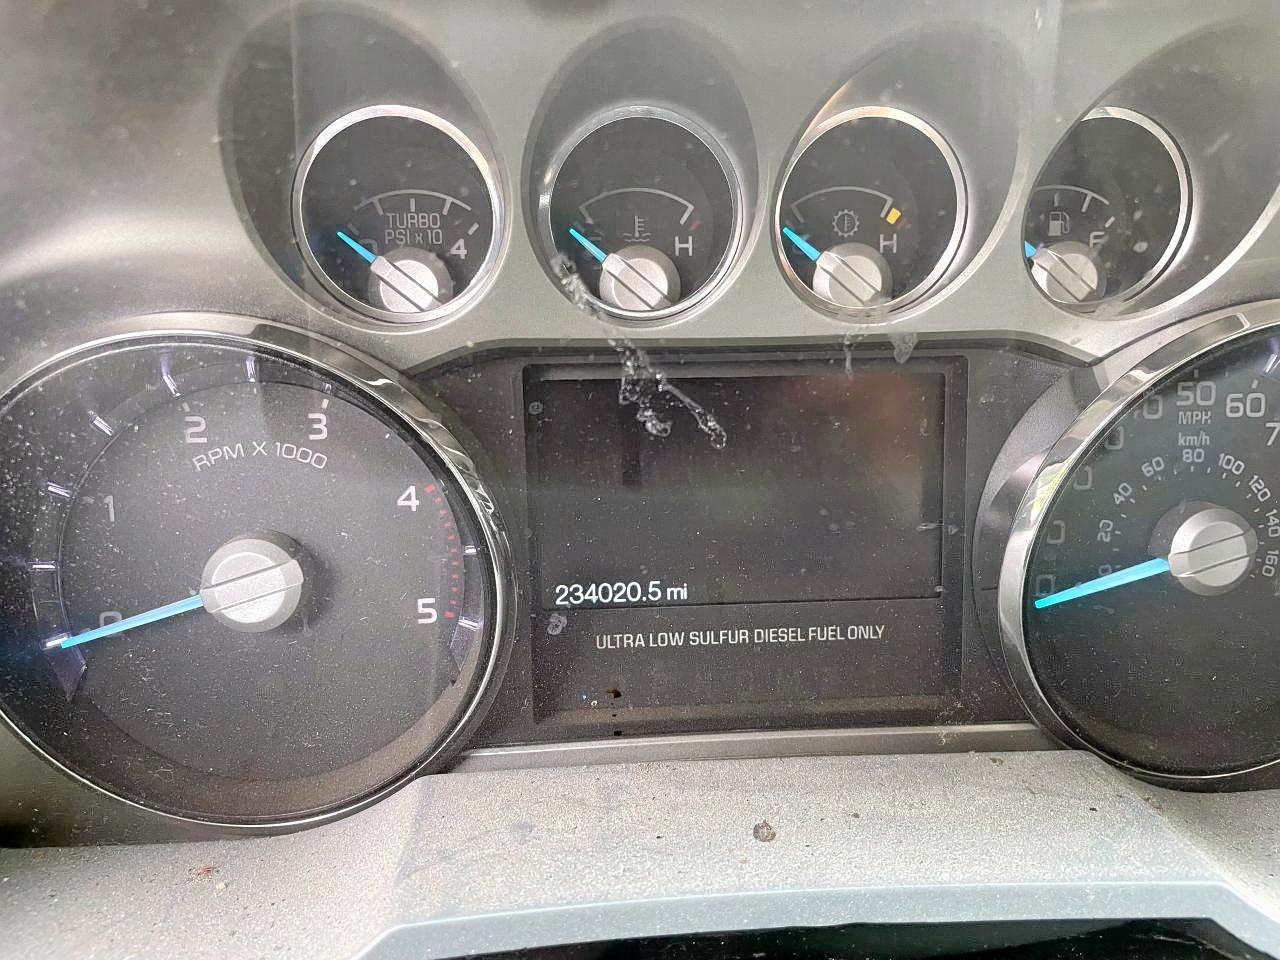 TURBO
PSI x 10
4
H
H
F
2
3
RPM X 1000
1
4
0
5
234020.5 mi
ULTRA LOW SULFUR DIESEL FUEL ONLY
50
60
MPH
km/h
20
40
60
80
100
120
140
160